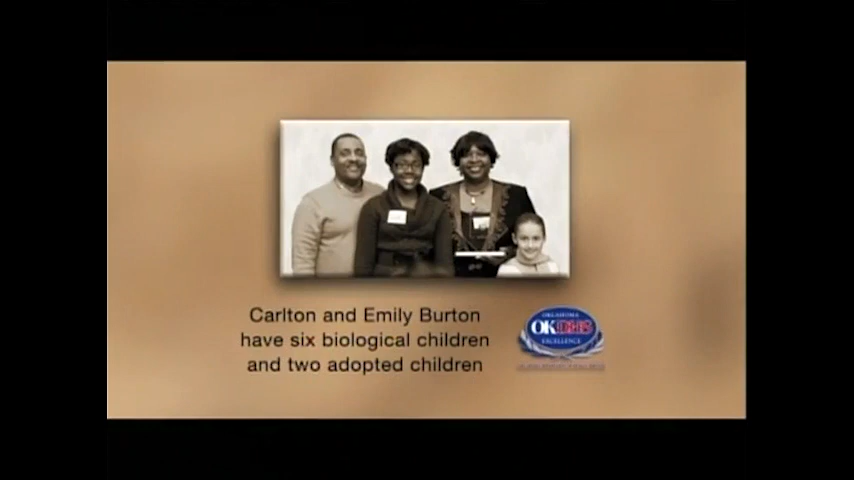 Carlton and Emily Burton
have six biological children
and two adopted children
OKLAHOMA
OKDHS
EXCELLENCE